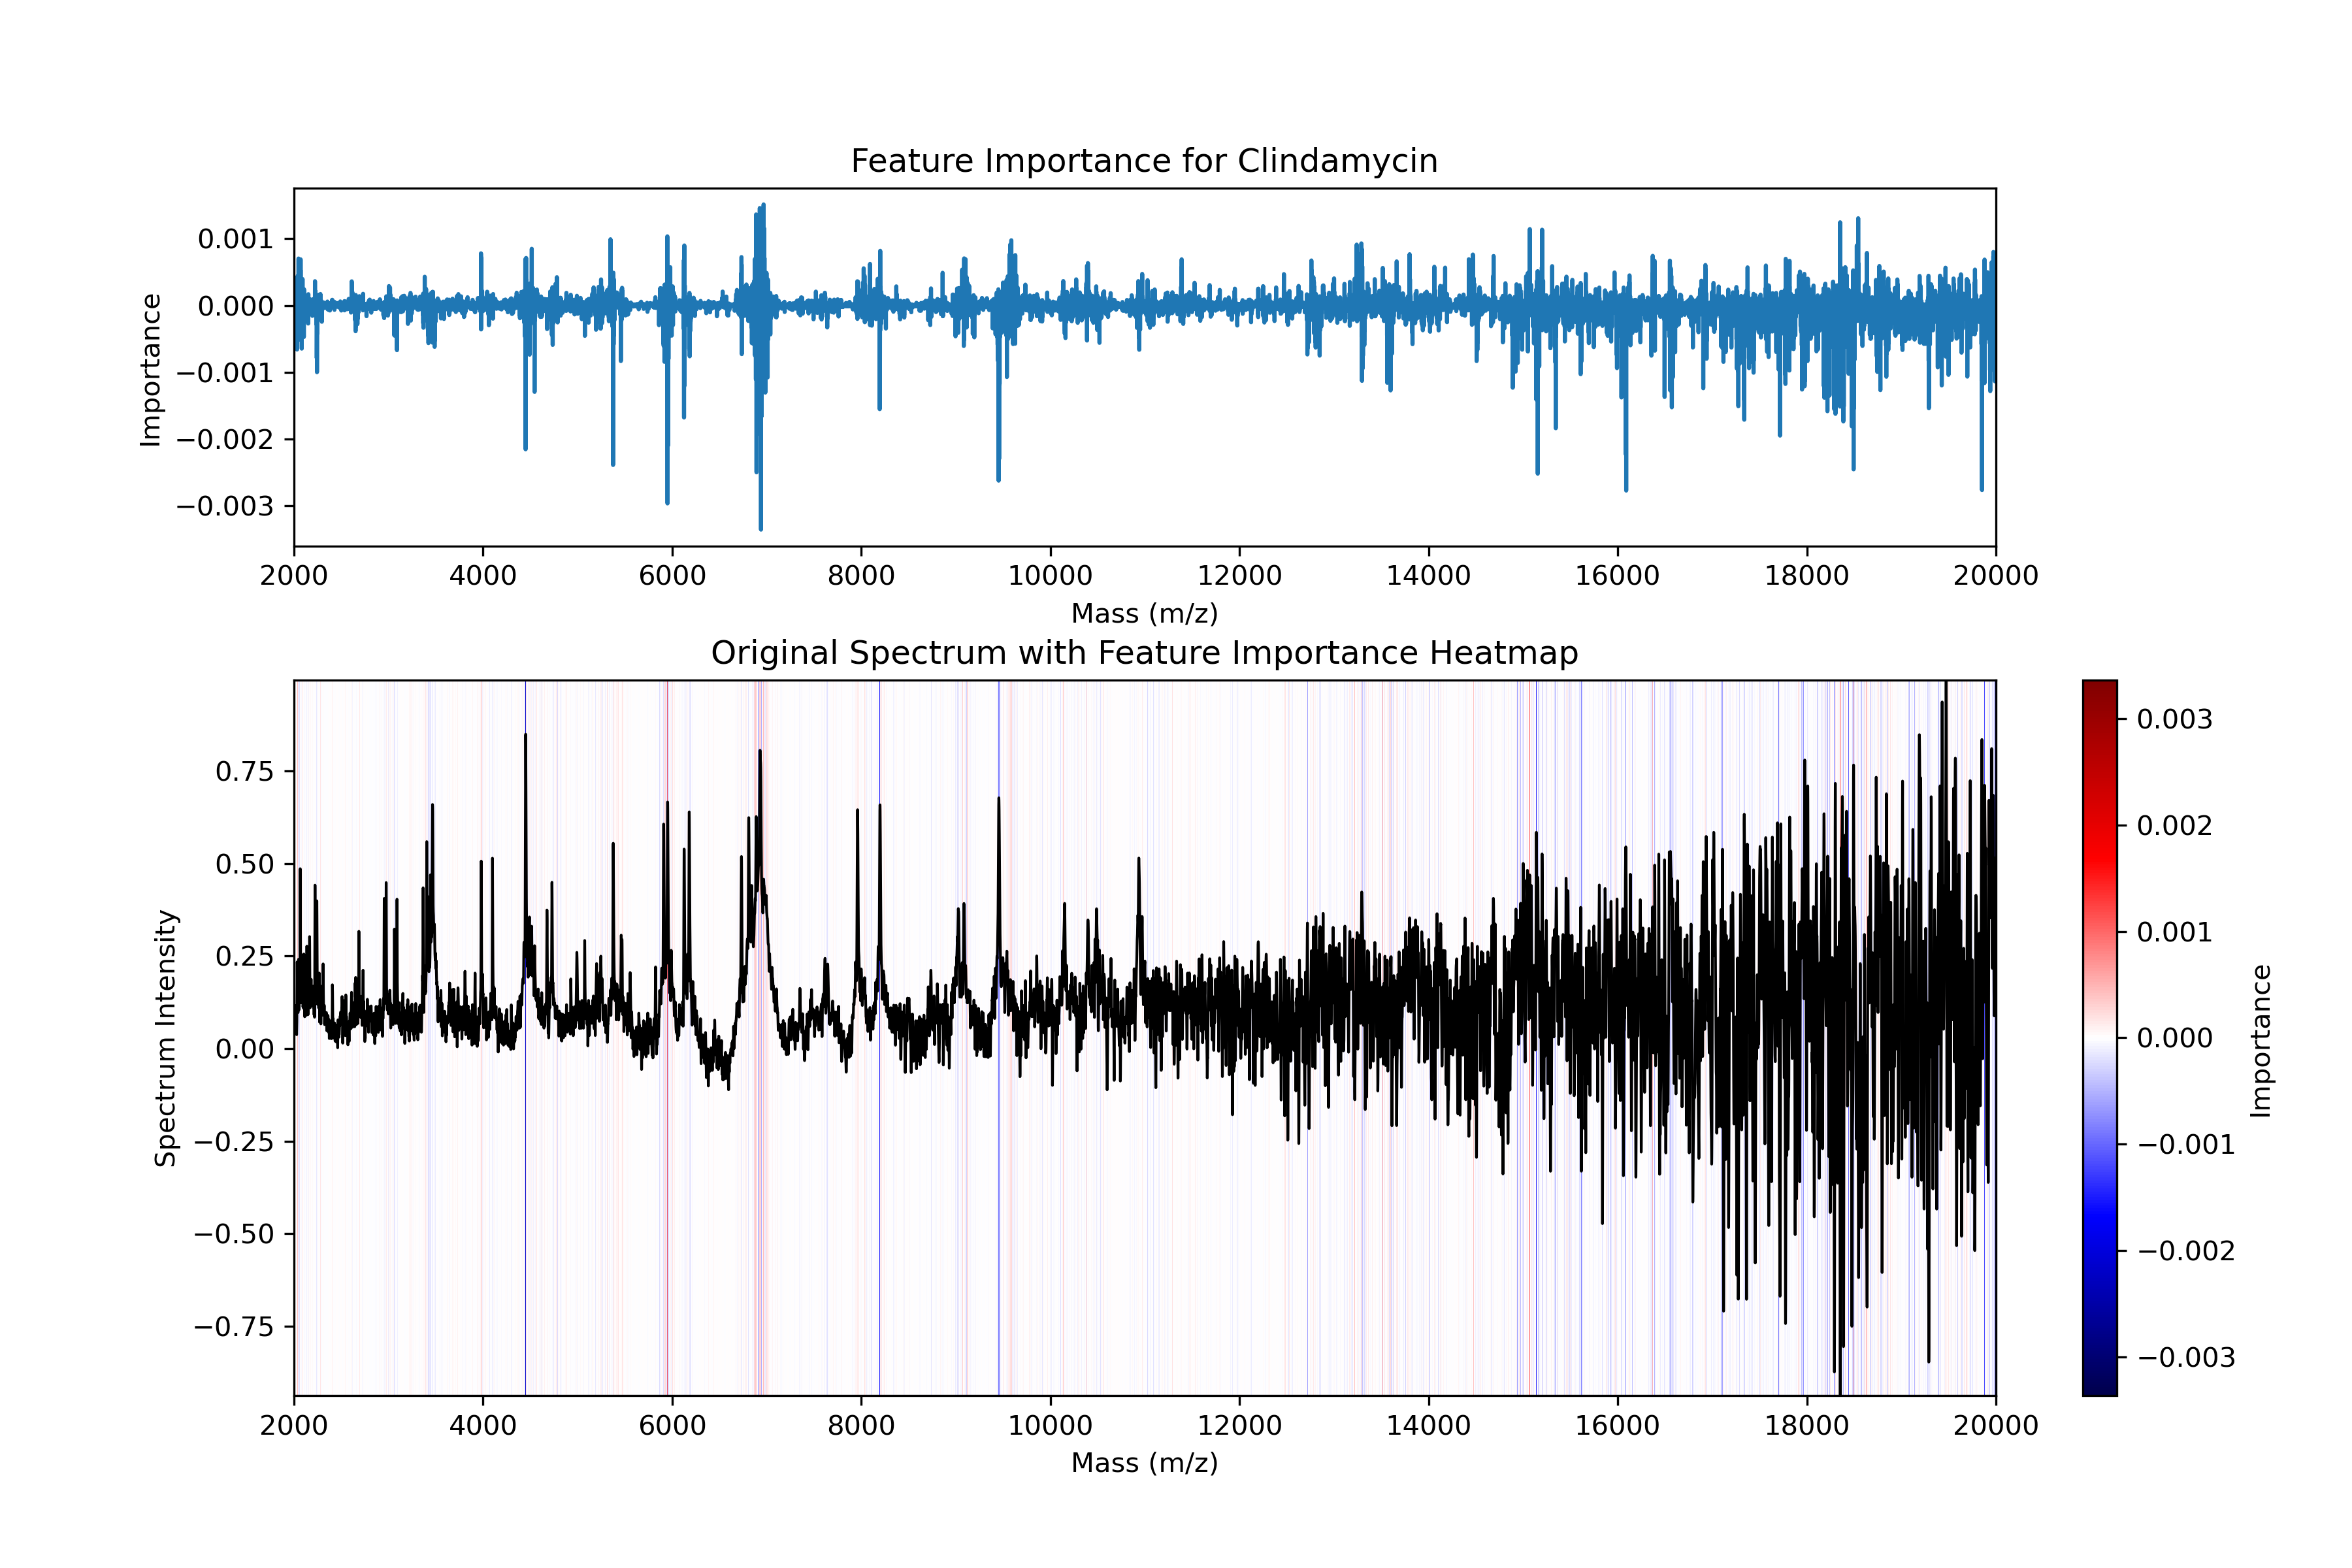 Feature Importance for Clindamycin
0.001
0.000
−0.001
−0.002
−0.003
Importance
2000 4000 6000 8000 10000 12000 14000 16000 18000 20000
Mass (m/z)
Original Spectrum with Feature Importance Heatmap
0.75
0.50
0.25
0.00
−0.25
−0.50
−0.75
Spectrum Intensity
2000 4000 6000 8000 10000 12000 14000 16000 18000 20000
Mass (m/z)
0.003
0.002
0.001
0.000
−0.001
−0.002
−0.003
Importance